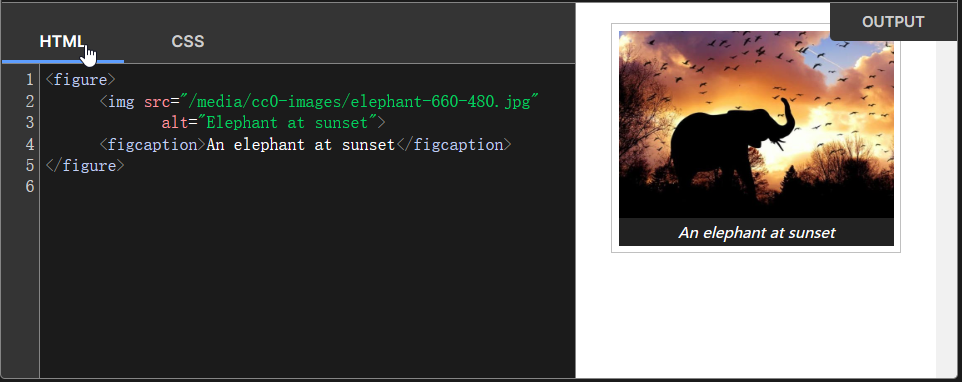 HTML CSS OUTPUT
1 <figure>
2 <img src="/media/cc0-images/elephant-660-480.jpg"
3 alt="Elephant at sunset">
4 <figcaption>An elephant at sunset</figcaption>
5 </figure>
6
An elephant at sunset